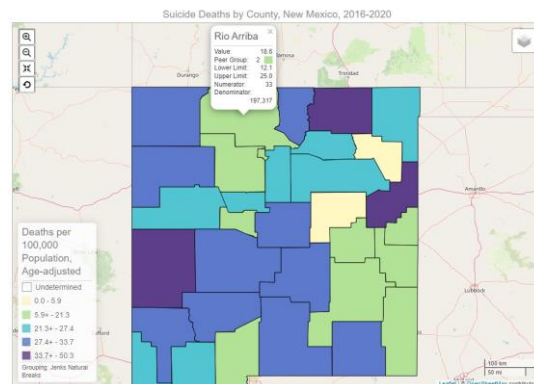 Suicide Deaths by County, New Mexico, 2016-2020
Rio Arriba
Value: 18.6
Peer Group: 2
Lower Limit: 12.1
Upper Limit: 25.0
Numerator: 33
Denominator:
197,317
Durango
Trinidad
Amarillo
Lubbock
Deaths per
100,000
Population,
Age-adjusted
Undetermined
0.0 - 5.9
5.9+ - 21.3
21.3+ - 27.4
27.4+ - 33.7
33.7+ - 50.3
Grouping: Jenks Natural
Breaks
100 km
50 mi